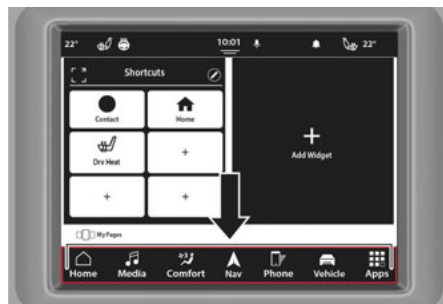 22° 10:01 22°
Shortcuts
Contact Home
Drv Heat + +
Add Widget
+ +
My Pages
Home Media Comfort Nav Phone Vehicle Apps